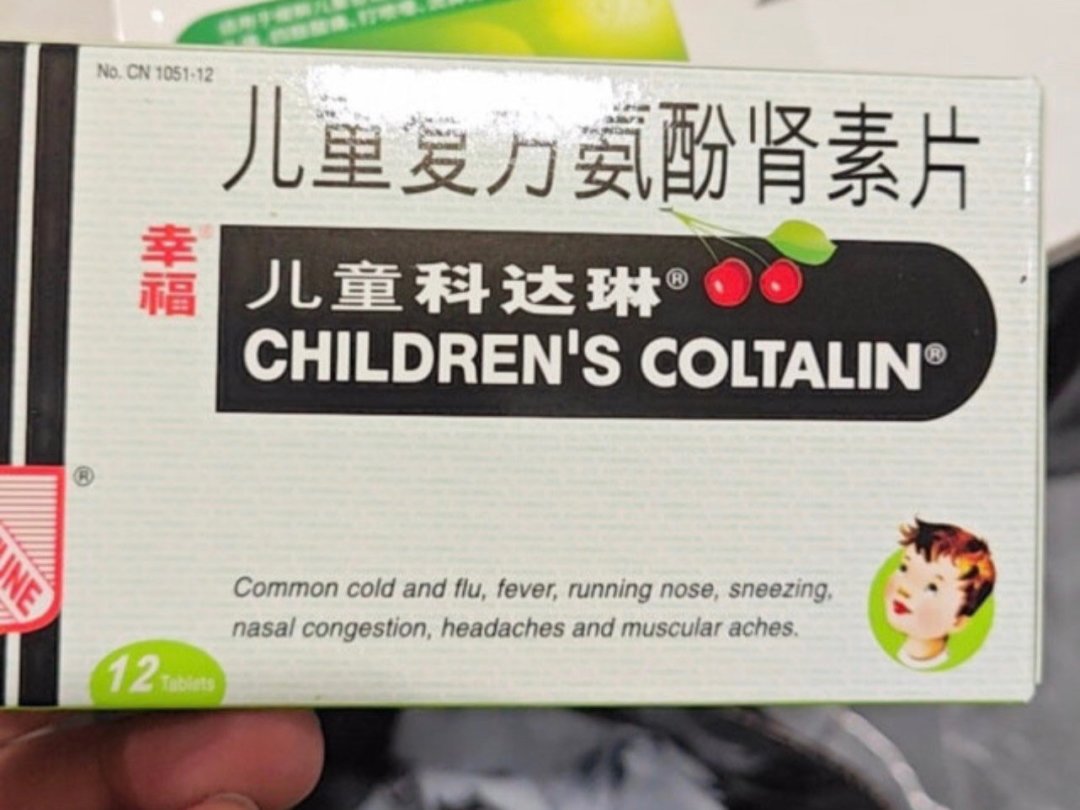 No. CN 1051-12
儿童复方氨酚肾素片
幸福
儿童科达琳®
CHILDREN'S COLTALIN®
®
UNE
Common cold and flu, fever, running nose, sneezing,
nasal congestion, headaches and muscular aches.
12 Tablets